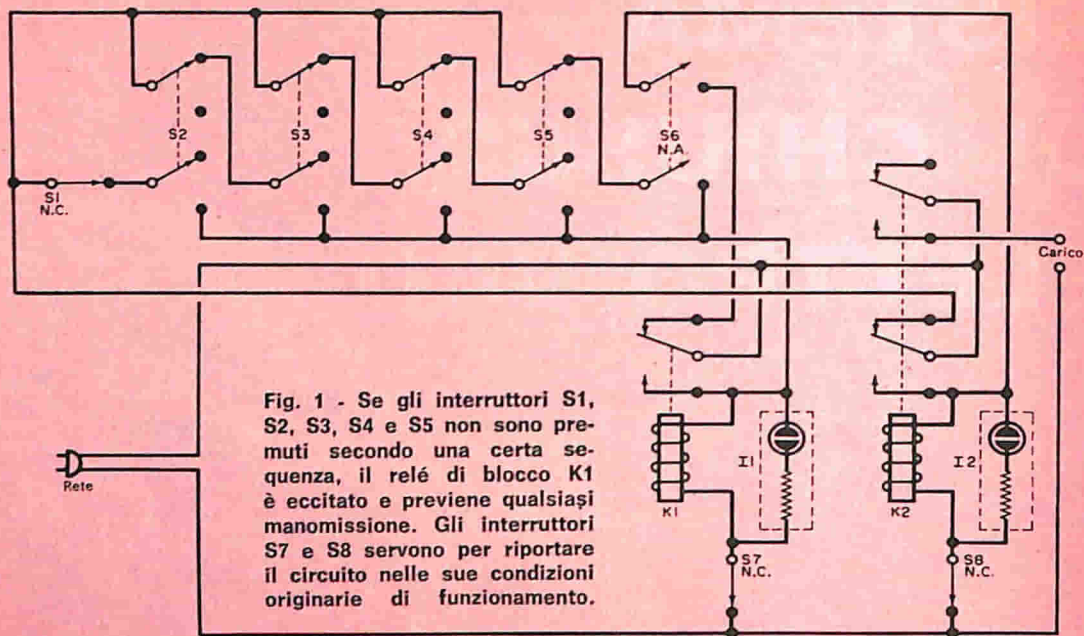 S2
S3
S4
S5
S6
N.A.
S1
N.C.
Carico
Fig. 1 - Se gli interruttori S1,
S2, S3, S4 e S5 non sono pre-
muti secondo una certa se-
quenza, il relé di blocco K1
è eccitato e previene qualsiasi
manomissione. Gli interruttori
S7 e S8 servono per riportare
il circuito nelle sue condizioni
originarie di funzionamento.
Rete
I1
I2
K1
K2
S7
N.C.
S8
N.C.